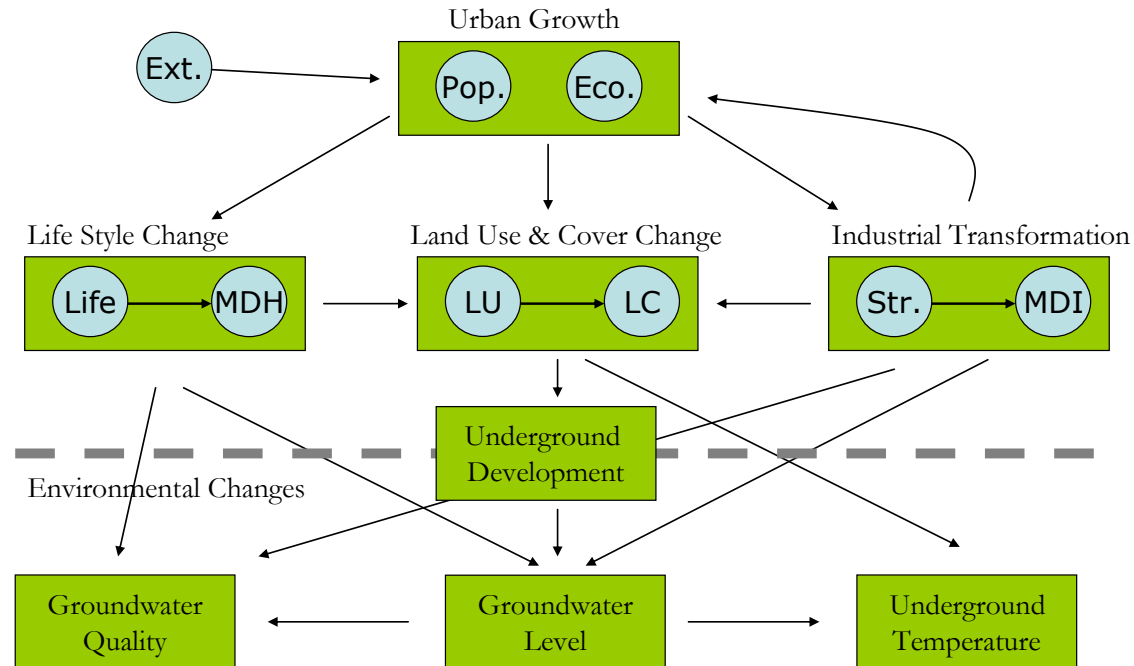 Urban Growth
Ext.
Pop.
Eco.
Life Style Change
Land Use & Cover Change
Industrial Transformation
Life
MDH
LU
LC
Str.
MDI
Underground
Development
Environmental Changes
Groundwater
Quality
Groundwater
Level
Underground
Temperature